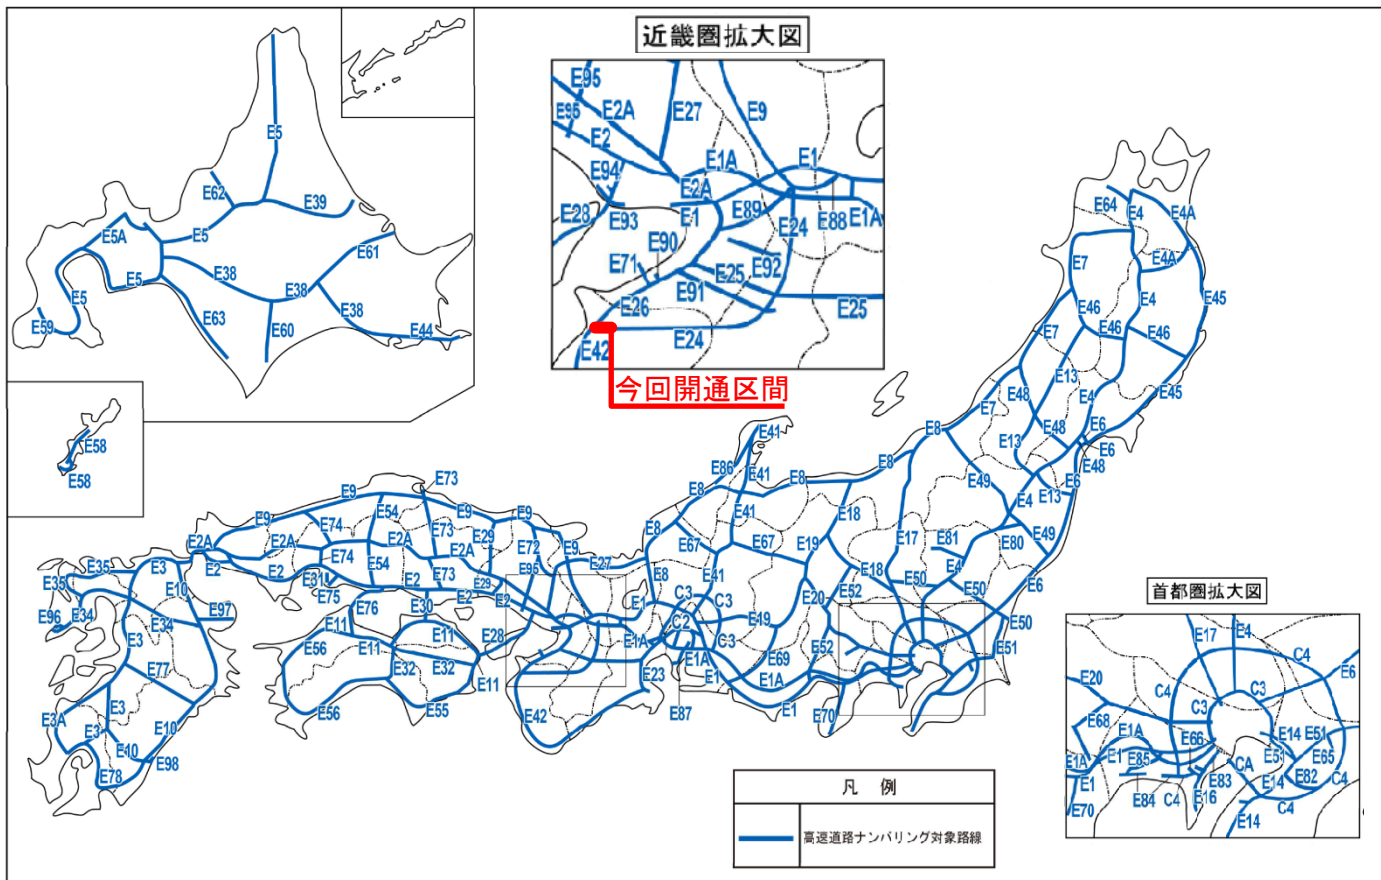 近畿圏拡大図
E95
E95
E2A
E2
E27
E9
E94
E1A
E1
E2A
E28
E93
E1
E89
E24
E88
E1A
E90
E71
E25
E92
E26
E91
E25
E24
E42
今回開通区間
E5
E62
E39
E5A
E5
E61
E38
E38
E5
E5
E38
E59
E63
E60
E44
E58
E58
E64
E4
E4A
E7
E4A
E4
E45
E46
E7
E46
E46
E13
E48
E45
E7
E4
E8
E13
E48
E6
E6
E48
E41
E86
E41
E8
E8
E49
E6
E8
E4
E13
E73
E9
E54
E9
E9
E41
E18
E17
E81
E80
E49
E9
E74
E73
E29
E72
E9
E8
E67
E67
E19
E2A
E2A
E74
E2A
E2A
E95
E27
E18
E4
E2
E54
E73
E29
E8
E41
E50
E6
E3
E35
E2
E31
E75
E2
E2
E2
E52
E50
E35
E10
E76
E30
E1
C3
C3
E20
E34
E97
E96
E34
E11
E11
E28
C2
E19
E50
E3
E56
E11
E1A
C3
E52
E51
E77
E32
E32
E11
E1A
E69
E23
E1
E1A
E3
E56
E55
E42
E87
E1
E70
E3A
E3
E10
E10
E98
E78
首都圏拡大図
E17
E4
C4
E6
E20
C4
C3
C3
E68
E1A
E66
E14
E51
E1A
E1
E85
E51
E65
CA
E1
E83
E14
E82
C4
E70
E84
C4
E16
C4
E14
凡 例
高速道路ナンバリング対象路線